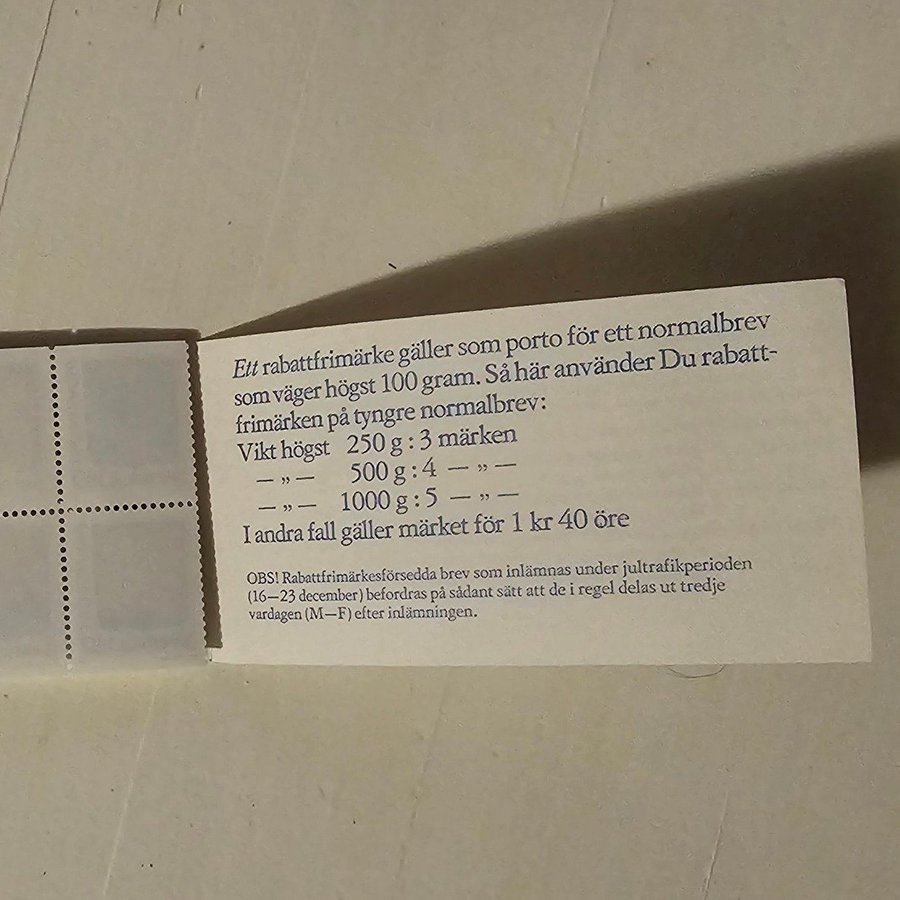 Ett rabattfrimärke gäller som porto för ett normalbrev
som väger högst 100 gram. Så här använder Du rabatt-
frimärken på tyngre normalbrev:
Vikt högst 250 g : 3 märken
— „ — 500 g : 4 — „ —
— „ — 1000 g : 5 — „ —
I andra fall gäller märket för 1 kr 40 öre
OBS! Rabattfrimärkesförsedda brev som inlämnas under jultrafikperioden
(16—23 december) befordras på sådant sätt att de i regel delas ut tredje
vardagen (M—F) efter inlämningen.